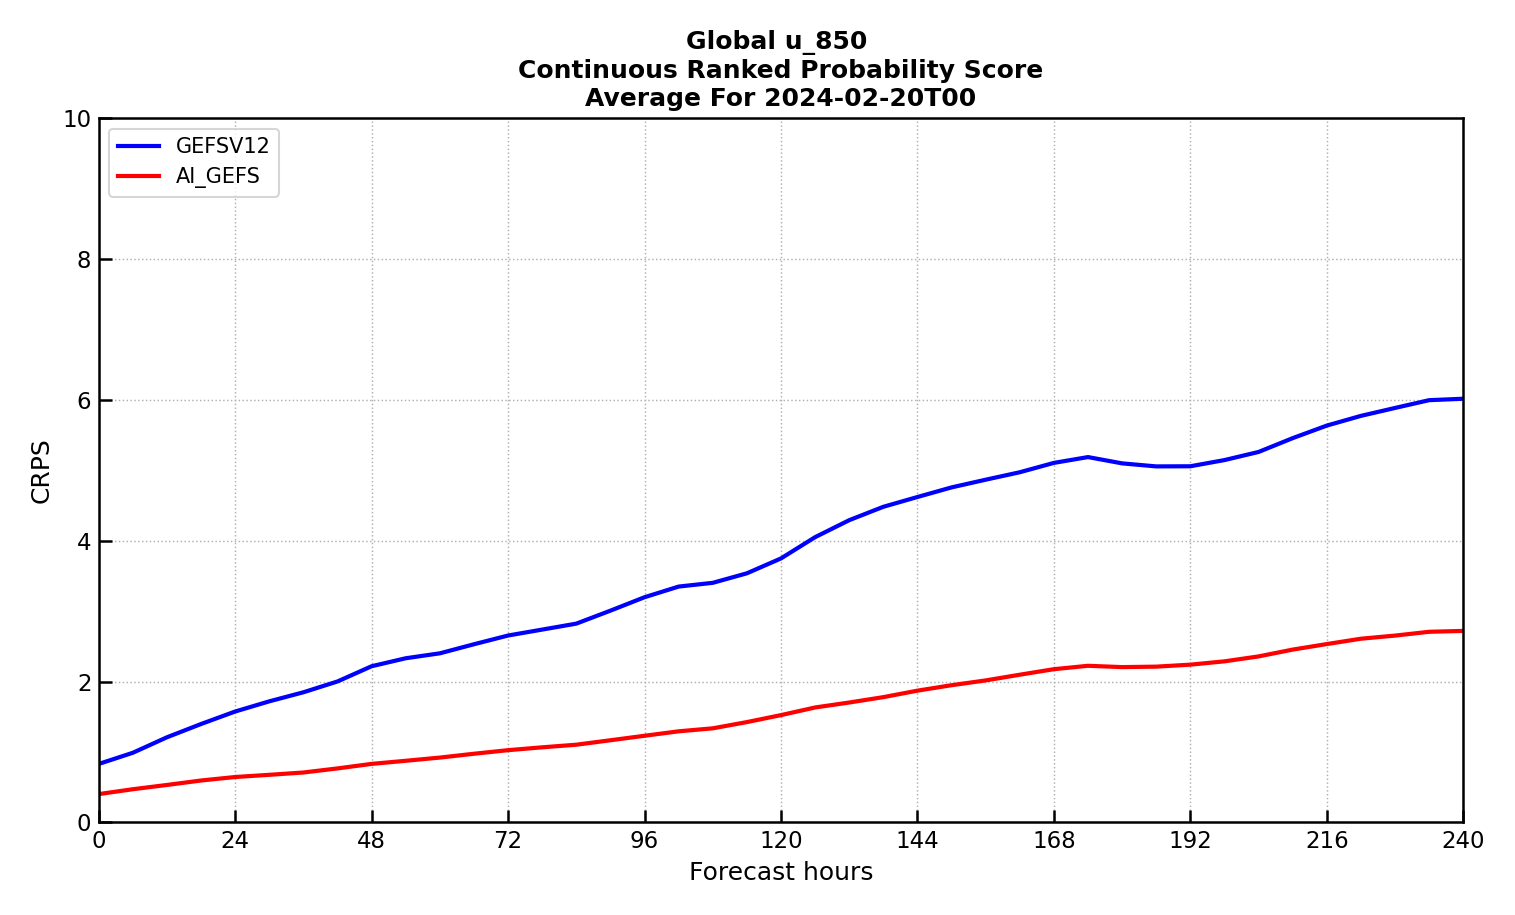 Global u_850
Continuous Ranked Probability Score
Average For 2024-02-20T00
GEFSV12
AI_GEFS
10
8
6
4
2
0
CRPS
0 24 48 72 96 120 144 168 192 216 240
Forecast hours